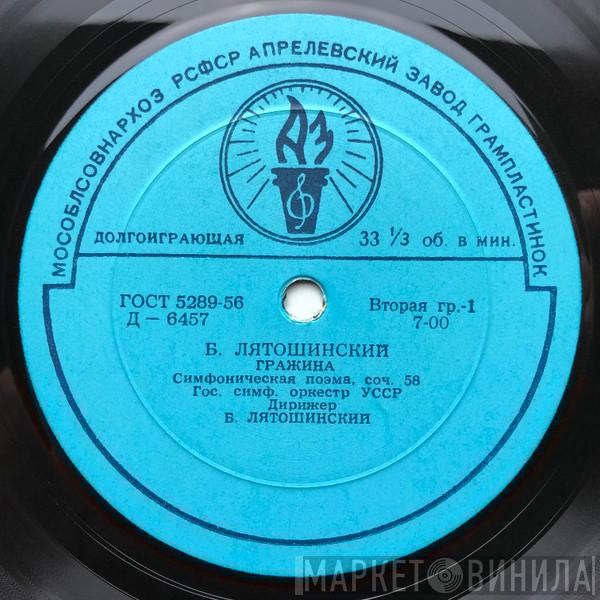 МОСОБЛСОВНАРХОЗ РСФСР АПРЕЛЕВСКИЙ ЗАВОД ГРАМПЛАСТИНОК
АЗ
ДОЛГОИГРАЮЩАЯ 33 ⅓ об. в мин.
ГОСТ 5289-56 Вторая гр.-1
Д — 6457 7-00
Б. ЛЯТОШИНСКИЙ
ГРАЖИНА
Симфоническая поэма, соч. 58
Гос. симф. оркестр УССР
Дирижер
Б. ЛЯТОШИНСКИЙ
МАРКЕТ ВИНИЛА